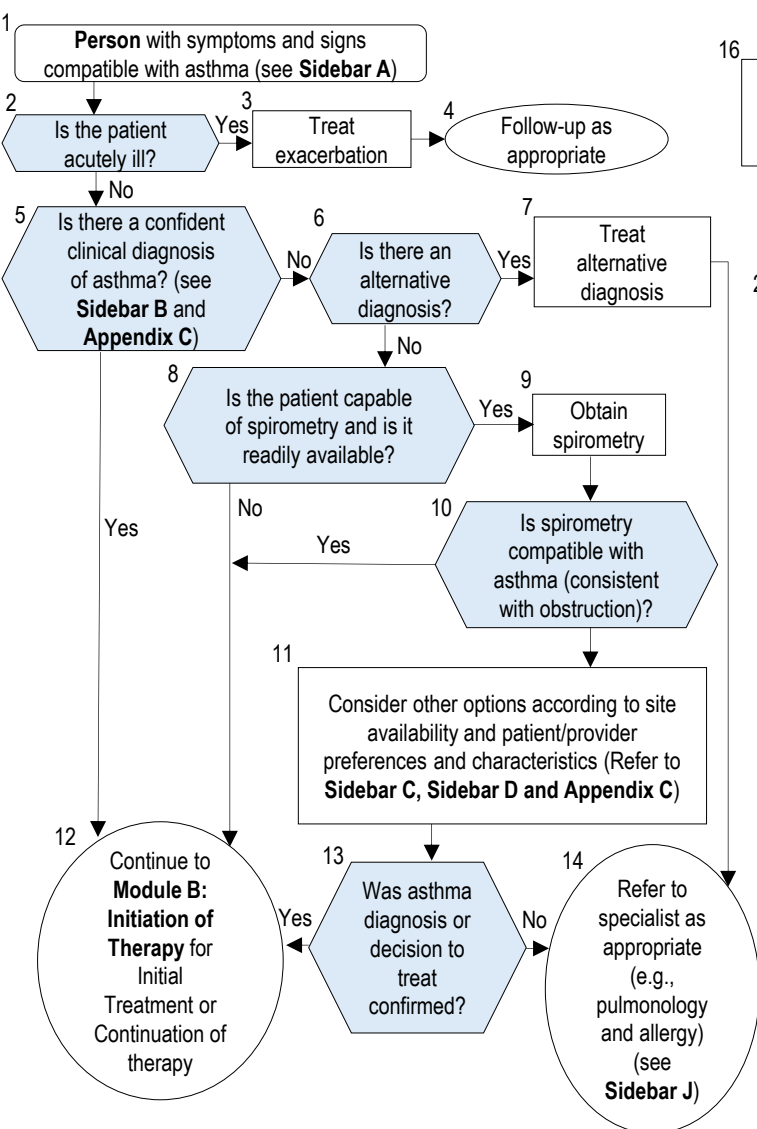 1
Person with symptoms and signs
compatible with asthma (see Sidebar A)
16
2
Is the patient
acutely ill?
Yes
3
Treat
exacerbation
4
Follow-up as
appropriate
No
5
Is there a confident
clinical diagnosis
of asthma? (see
Sidebar B and
Appendix C)
No
6
Is there an
alternative
diagnosis?
Yes
7
Treat
alternative
diagnosis
2
No
8
Is the patient capable
of spirometry and is it
readily available?
Yes
9
Obtain
spirometry
No
Yes
10
Is spirometry
compatible with
asthma (consistent
with obstruction)?
Yes
11
Consider other options according to site
availability and patient/provider
preferences and characteristics (Refer to
Sidebar C, Sidebar D and Appendix C)
12
Continue to
Module B:
Initiation of
Therapy for
Initial
Treatment or
Continuation of
therapy
13
Was asthma
diagnosis or
decision to
treat
confirmed?
Yes
No
14
Refer to
specialist as
appropriate
(e.g.,
pulmonology
and allergy)
(see
Sidebar J)